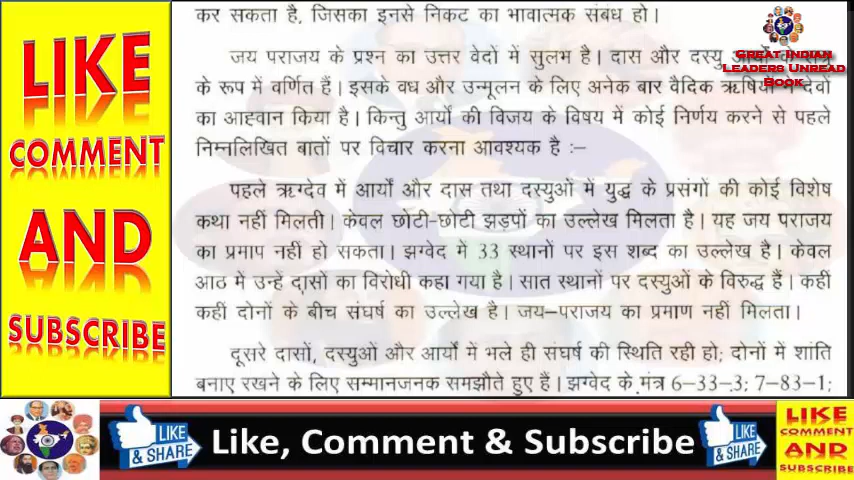 LIKE
COMMENT
AND
SUBSCRIBE
Great Indian
Leaders Unread
Book
कर सकता है, जिसका इनसे निकट का भावात्मक संबंध हो।
जय पराजय के प्रश्न का उत्तर वेदों में सुलभ है। दास और दस्यु
के रूप में वर्णित हैं। इसके वध और उन्मूलन के लिए अनेक बार वैदिक ऋषियों देवों
का आह्वान किया है। किन्तु आर्यों की विजय के विषय में कोई निर्णय करने से पहले
निम्नलिखित बातों पर विचार करना आवश्यक है :–
पहले ऋग्देव में आर्यों और दास तथा दस्युओं में युद्ध के प्रसंगों की कोई विशेष
कथा नहीं मिलती। केवल छोटी-छोटी झड़पों का उल्लेख मिलता है। यह जय पराजय
का प्रमाप नहीं हो सकता। झग्वेद में 33 स्थानों पर इस शब्द का उल्लेख है। केवल
आठ में उन्हें दासों का विरोधी कहा गया है। सात स्थानों पर दस्युओं के विरुद्ध हैं। कहीं
कहीं दोनों के बीच संघर्ष का उल्लेख है। जय–पराजय का प्रमाण नहीं मिलता।
दूसरे दासों, दस्युओं और आर्यों में भले ही संघर्ष की स्थिति रही हो; दोनों में शांति
बनाए रखने के लिए सम्मानजनक समझौते हुए हैं। झग्वेद के मंत्र 6–33–3; 7–83–1;
LIKE
& SHARE
Like, Comment & Subscribe
LIKE
& SHARE
LIKE
COMMENT
AND
SUBSCRIBE